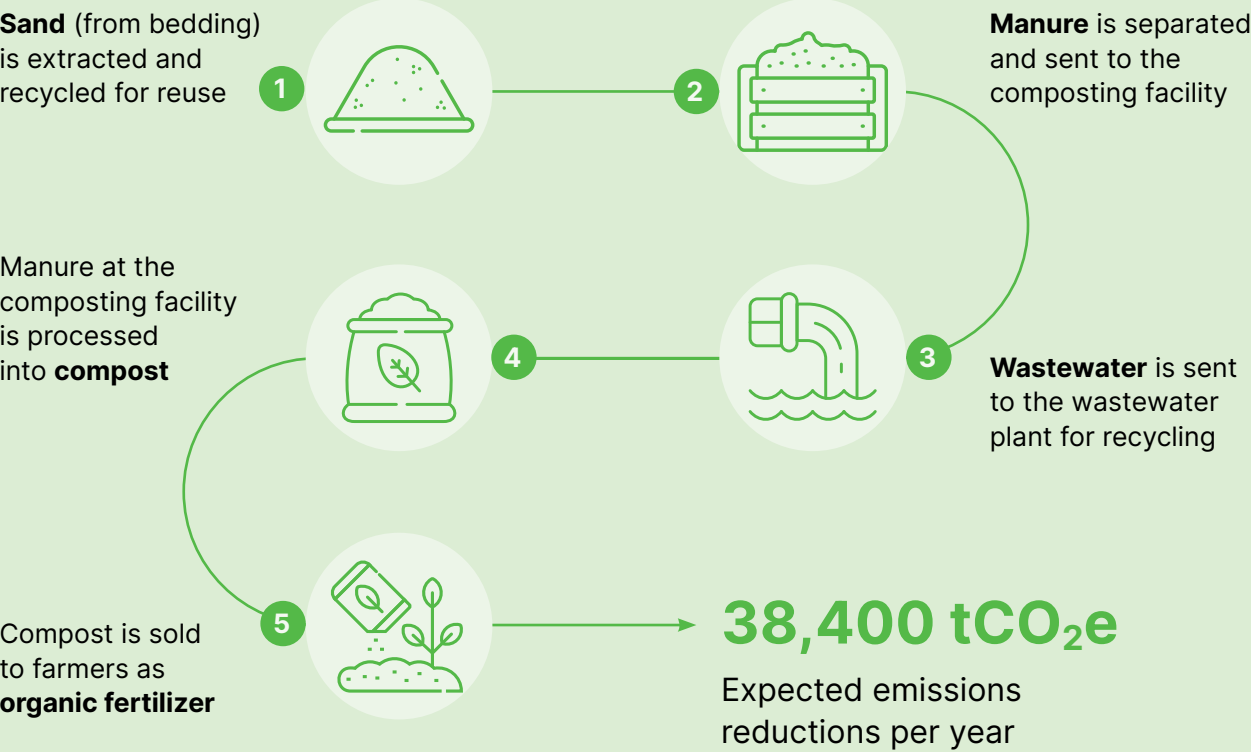 Sand (from bedding)
is extracted and
recycled for reuse
1
2
Manure is separated
and sent to the
composting facility
3
Wastewater is sent
to the wastewater
plant for recycling
4
Manure at the
composting facility
is processed
into compost
5
Compost is sold
to farmers as
organic fertilizer
38,400 tCO₂e
Expected emissions
reductions per year